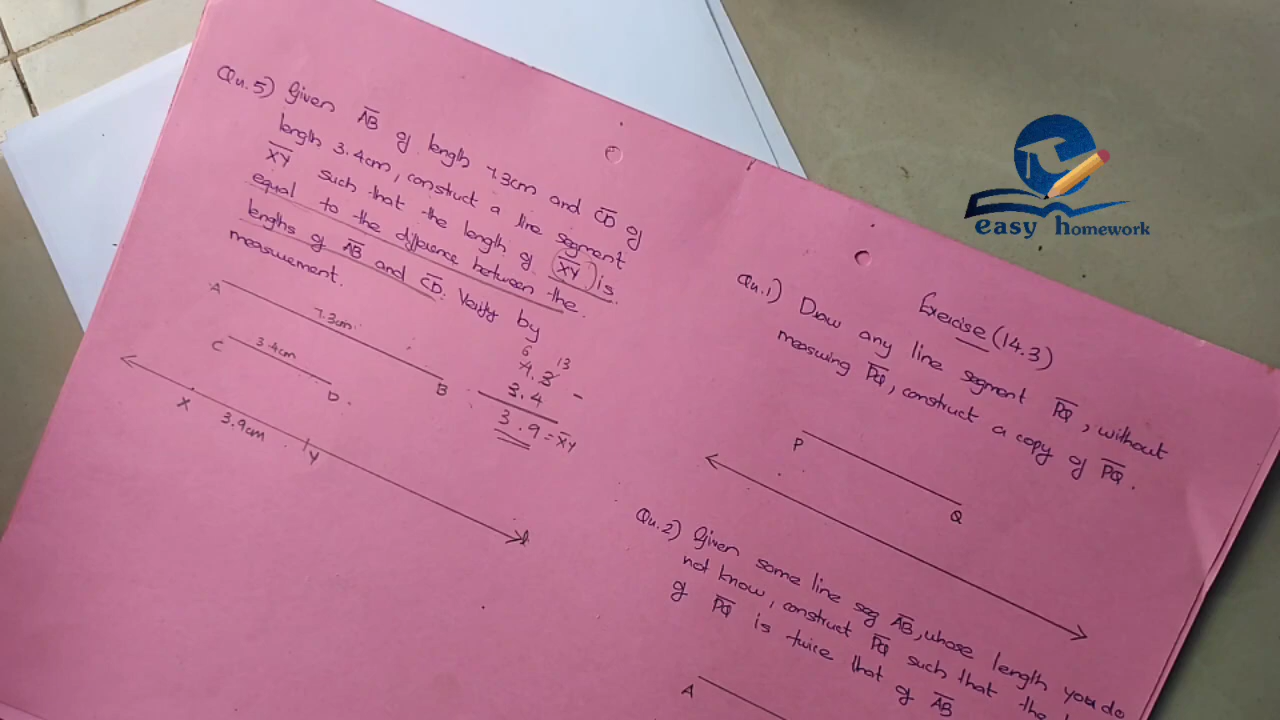 Qu.5) Given AB of length 7.3cm and CD of
length 3.4cm, construct a line segment
XY such that the length of XY is
equal to the difference between the
lengths of AB and CD. Verify by
measurement.
A 7.3cm B
C 3.4cm D
X 3.9cm Y l
6 13
7.3
3.4 -
3.9 = XY
easy homework
Exercise (14.3)
Qu.1) Draw any line segment PQ, without
measuring PQ, construct a copy of PQ.
P Q
Qu.2) Given some line seg AB, whose length you do
not know, construct PQ such that the
of PQ is twice that of AB
A